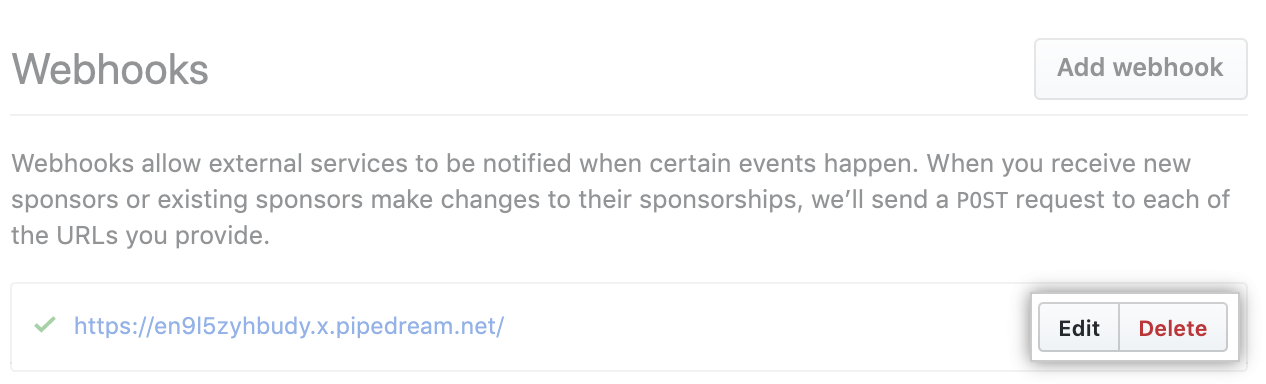 Webhooks
Add webhook
Webhooks allow external services to be notified when certain events happen. When you receive new
sponsors or existing sponsors make changes to their sponsorships, we’ll send a POST request to each of
the URLs you provide.
https://en9l5zyhbudy.x.pipedream.net/
Edit
Delete